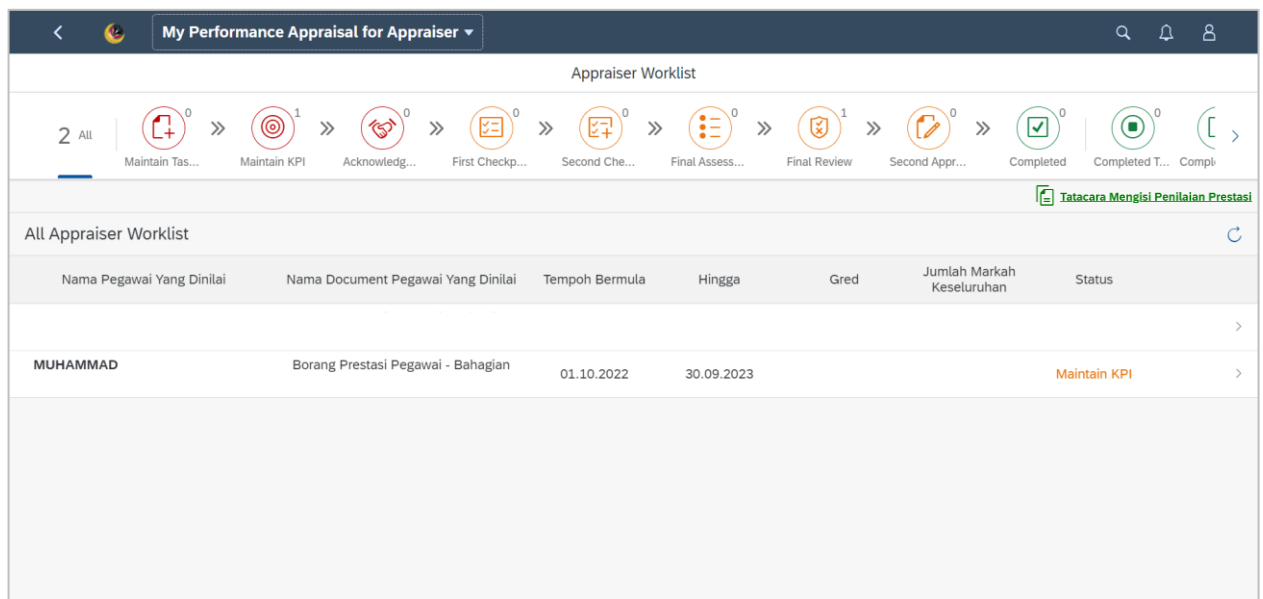 My Performance Appraisal for Appraiser
Appraiser Worklist
2 All
0
Maintain Tas...
1
Maintain KPI
0
Acknowledg...
0
First Checkp...
0
Second Che...
0
Final Assess...
1
Final Review
0
Second Appr...
0
Completed
0
Completed T...
Tatacara Mengisi Penilaian Prestasi
All Appraiser Worklist
Nama Pegawai Yang Dinilai Nama Document Pegawai Yang Dinilai Tempoh Bermula Hingga Gred Jumlah Markah Keseluruhan Status
MUHAMMAD Borang Prestasi Pegawai - Bahagian 01.10.2022 30.09.2023 Maintain KPI